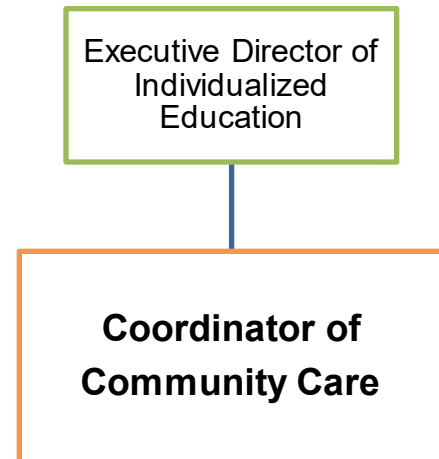 Executive Director of
Individualized
Education
Coordinator of
Community Care